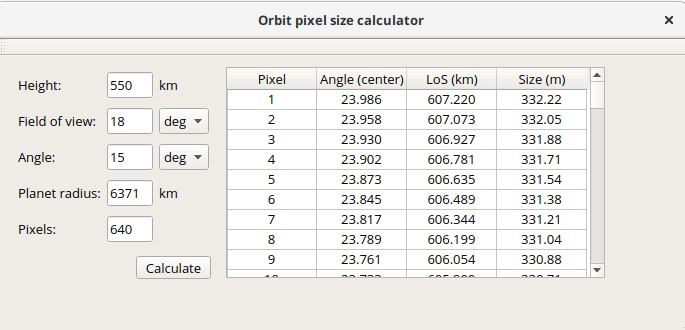 Orbit pixel size calculator ×
Height: 550 km
Field of view: 18 deg
Angle: 15 deg
Planet radius: 6371 km
Pixels: 640
Calculate
Pixel Angle (center) LoS (km) Size (m)
1 23.986 607.220 332.22
2 23.958 607.073 332.05
3 23.930 606.927 331.88
4 23.902 606.781 331.71
5 23.873 606.635 331.54
6 23.845 606.489 331.38
7 23.817 606.344 331.21
8 23.789 606.199 331.04
9 23.761 606.054 330.88